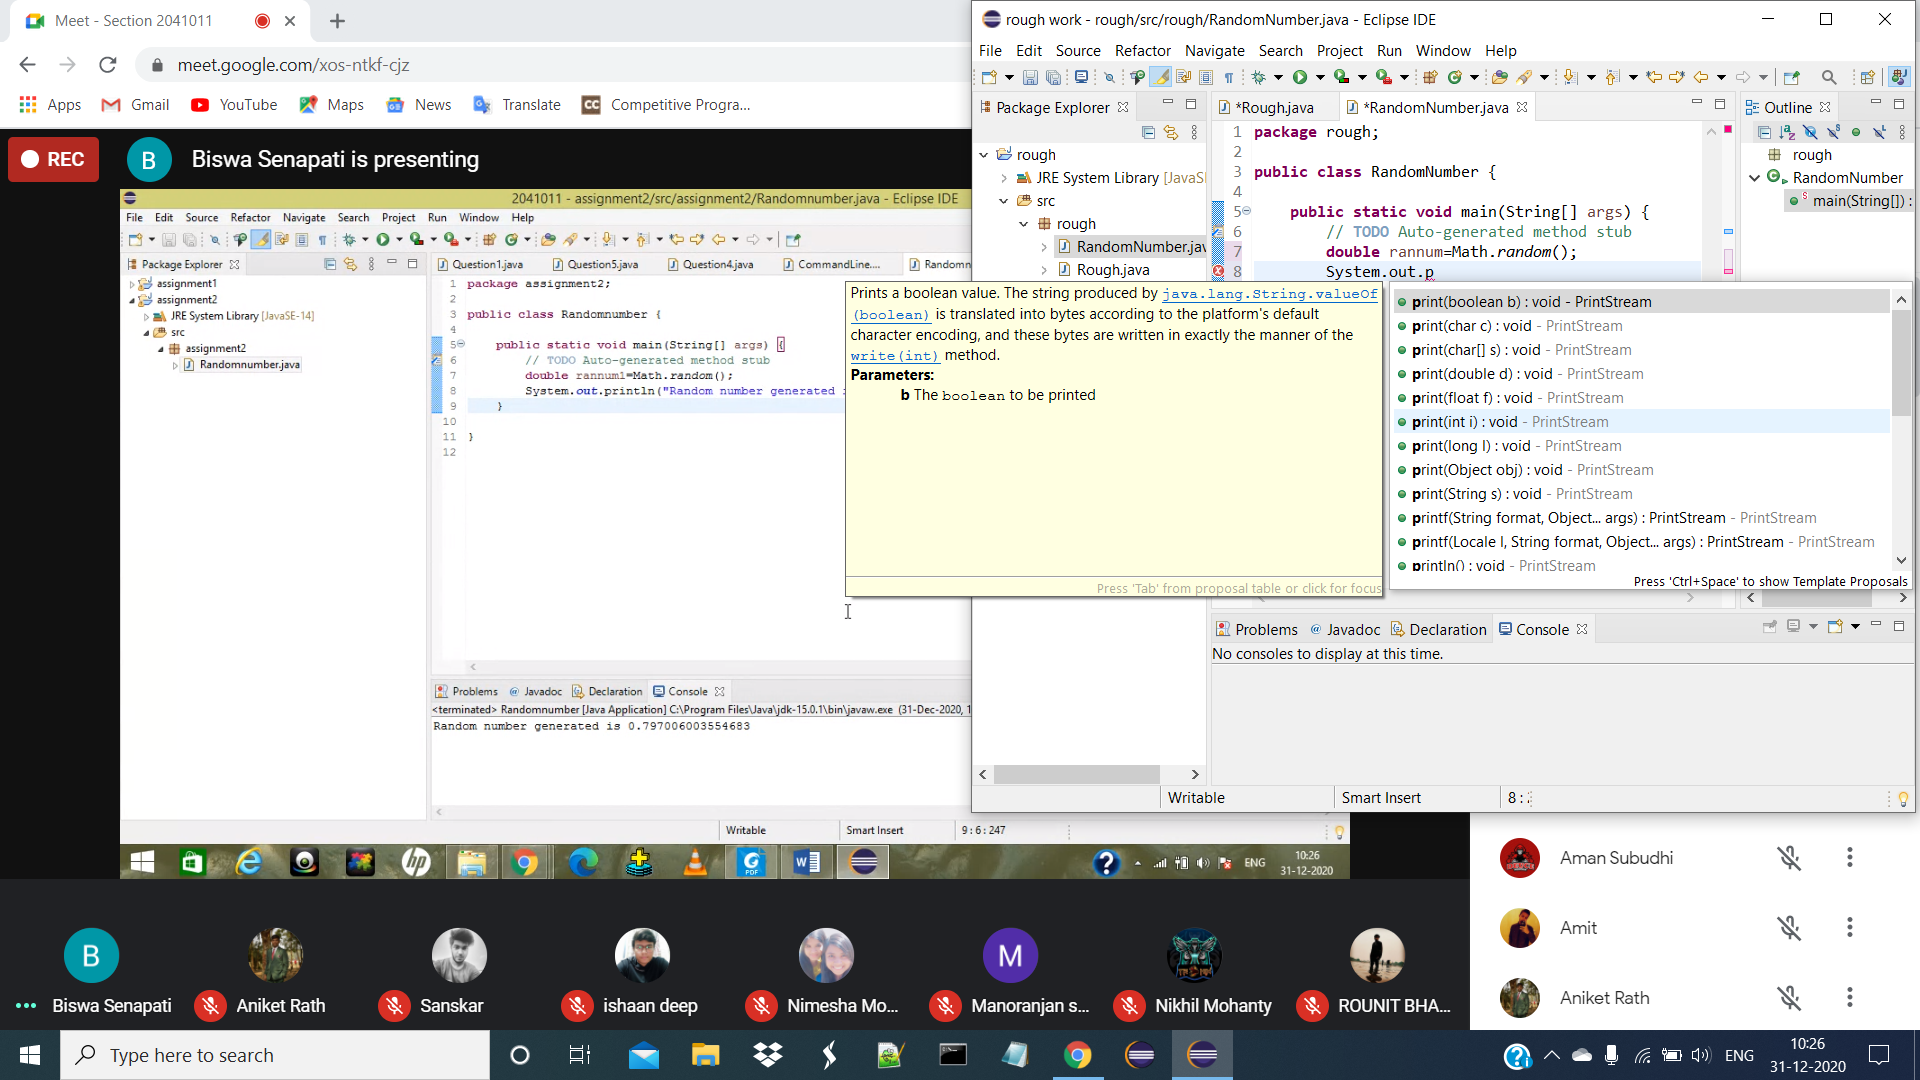 Meet - Section 2041011
meet.google.com/xos-ntkf-cjz
Apps
Gmail
YouTube
Maps
News
Translate
Competitive Progra...
REC
B
Biswa Senapati is presenting
2041011 - assignment2/src/assignment2/Randomnumber.java - Eclipse IDE
File Edit Source Refactor Navigate Search Project Run Window Help
Package Explorer
assignment1
assignment2
JRE System Library [JavaSE-14]
src
assignment2
Randomnumber.java
Question1.java
Question5.java
Question4.java
CommandLine....
Randomn
1 package assignment2;
2
3 public class Randomnumber {
4
5 public static void main(String[] args) {
6 // TODO Auto-generated method stub
7 double rannum1=Math.random();
8 System.out.println("Random number generated
9 }
10
11 }
12
Problems
Javadoc
Declaration
Console
<terminated> Randomnumber [Java Application] C:\Program Files\Java\jdk-15.0.1\bin\javaw.exe (31-Dec-2020, 1
Random number generated is 0.797006003554683
Writable
Smart Insert
9 : 6 : 247
ENG
10:26
31-12-2020
rough work - rough/src/rough/RandomNumber.java - Eclipse IDE
File Edit Source Refactor Navigate Search Project Run Window Help
Package Explorer
rough
JRE System Library [JavaS
src
rough
RandomNumber.jav
Rough.java
*Rough.java
*RandomNumber.java
1 package rough;
2
3 public class RandomNumber {
4
5 public static void main(String[] args) {
6 // TODO Auto-generated method stub
7 double rannum=Math.random();
8 System.out.p
Outline
rough
RandomNumber
main(String[]) :
Prints a boolean value. The string produced by java.lang.String.valueOf
(boolean) is translated into bytes according to the platform's default
character encoding, and these bytes are written in exactly the manner of the
write(int) method.
Parameters:
b The boolean to be printed
Press 'Tab' from proposal table or click for focus
print(boolean b) : void - PrintStream
print(char c) : void - PrintStream
print(char[] s) : void - PrintStream
print(double d) : void - PrintStream
print(float f) : void - PrintStream
print(int i) : void - PrintStream
print(long l) : void - PrintStream
print(Object obj) : void - PrintStream
print(String s) : void - PrintStream
printf(String format, Object... args) : PrintStream - PrintStream
printf(Locale l, String format, Object... args) : PrintStream - PrintStream
println() : void - PrintStream
Press 'Ctrl+Space' to show Template Proposals
Problems
Javadoc
Declaration
Console
No consoles to display at this time.
Writable
Smart Insert
8 :
Aman Subudhi
Amit
Aniket Rath
B
Biswa Senapati
Aniket Rath
Sanskar
ishaan deep
Nimesha Mo...
M
Manoranjan s...
Nikhil Mohanty
ROUNIT BHA...
Type here to search
ENG
10:26
31-12-2020